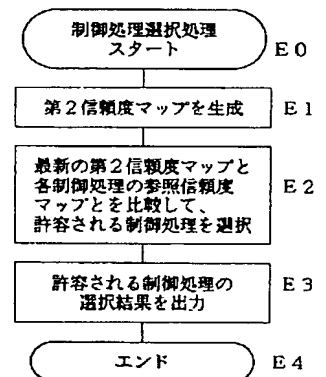 制御処理選択処理
スタート
E0
第2信頼度マップを生成
E1
最新の第2信頼度マップと
各制御処理の参照信頼度
マップとを比較して、
許容される制御処理を選択
E2
許容される制御処理の
選択結果を出力
E3
エンド
E4